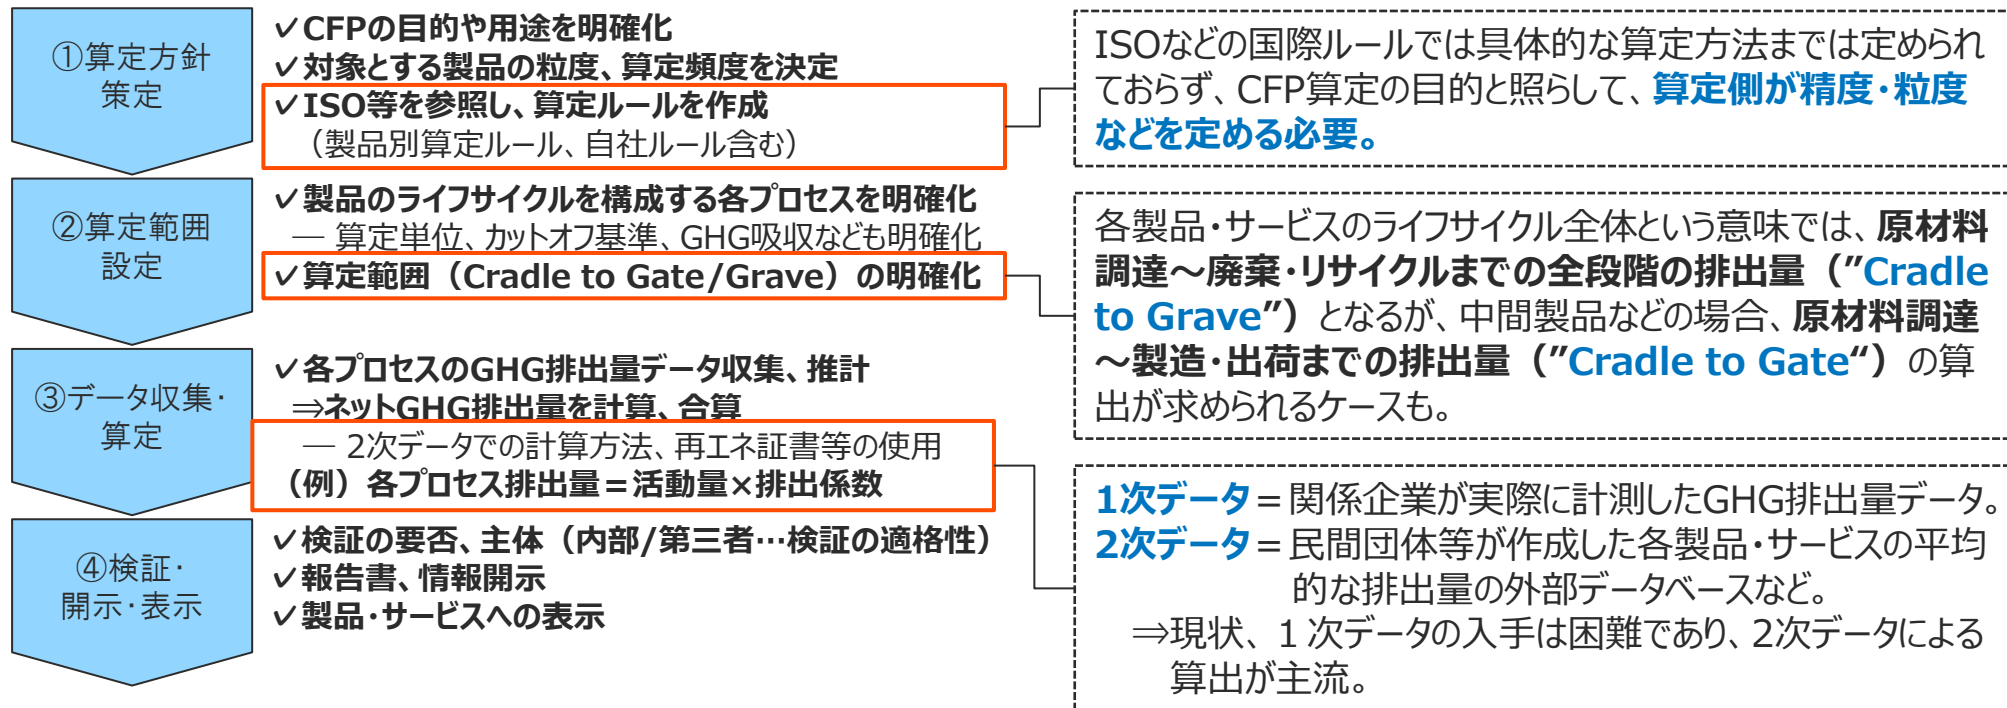 ①算定方針
策定
✓CFPの目的や用途を明確化
✓対象とする製品の粒度、算定頻度を決定
✓ISO等を参照し、算定ルールを作成
（製品別算定ルール、自社ルール含む）
ISOなどの国際ルールでは具体的な算定方法までは定められ
ておらず、CFP算定の目的と照らして、算定側が精度・粒度
などを定める必要。
②算定範囲
設定
✓製品のライフサイクルを構成する各プロセスを明確化
― 算定単位、カットオフ基準、GHG吸収なども明確化
✓算定範囲（Cradle to Gate/Grave）の明確化
各製品・サービスのライフサイクル全体という意味では、原材料
調達～廃棄・リサイクルまでの全段階の排出量（”Cradle
to Grave”）となるが、中間製品などの場合、原材料調達
～製造・出荷までの排出量（”Cradle to Gate“）の算
出が求められるケースも。
③データ収集・
算定
✓各プロセスのGHG排出量データ収集、推計
⇒ネットGHG排出量を計算、合算
― 2次データでの計算方法、再エネ証書等の使用
（例）各プロセス排出量＝活動量×排出係数
1次データ＝関係企業が実際に計測したGHG排出量データ。
2次データ＝民間団体等が作成した各製品・サービスの平均
的な排出量の外部データベースなど。
⇒現状、１次データの入手は困難であり、2次データによる
算出が主流。
④検証・
開示・表示
✓検証の要否、主体（内部/第三者…検証の適格性）
✓報告書、情報開示
✓製品・サービスへの表示